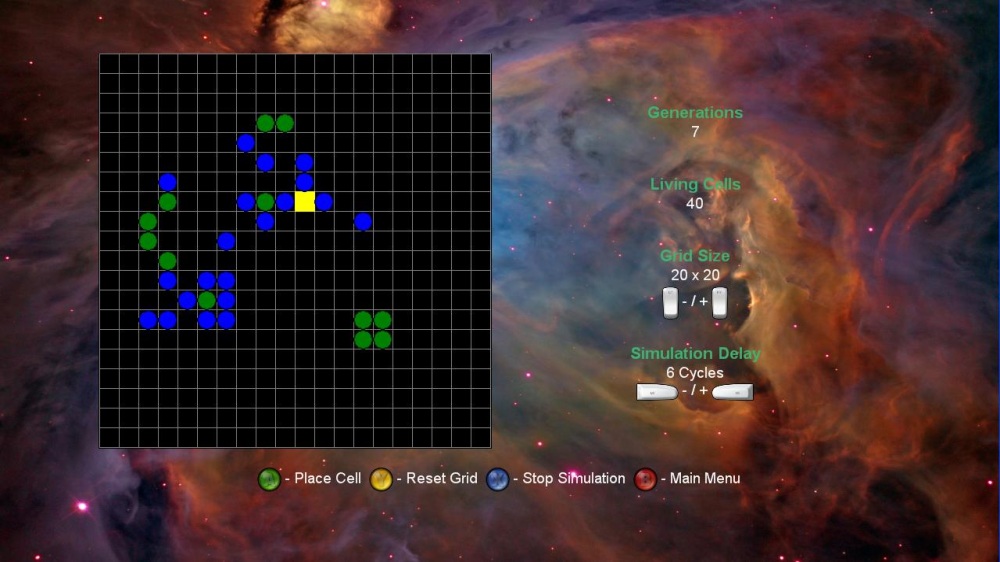 Generations
7
Living Cells
40
Grid Size
20 x 20
- / +
Simulation Delay
6 Cycles
- / +
- Place Cell - Reset Grid - Stop Simulation - Main Menu